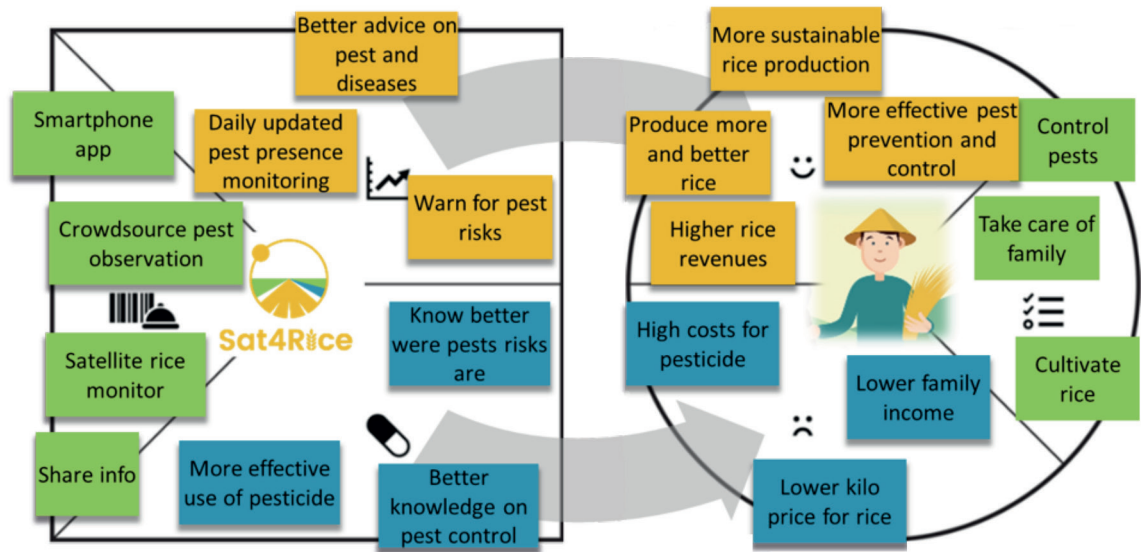 Better advice on
pest and
diseases
Smartphone
app
Daily updated
pest presence
monitoring
Warn for pest
risks
Crowdsource pest
observation
Sat4Rice
Satellite rice
monitor
Know better
were pests risks
are
Share info
More effective
use of pesticide
Better
knowledge on
pest control
More sustainable
rice production
Produce more
and better
rice
More effective pest
prevention and
control
Control
pests
Higher rice
revenues
Take care of
family
High costs for
pesticide
Lower family
income
Cultivate
rice
Lower kilo
price for rice